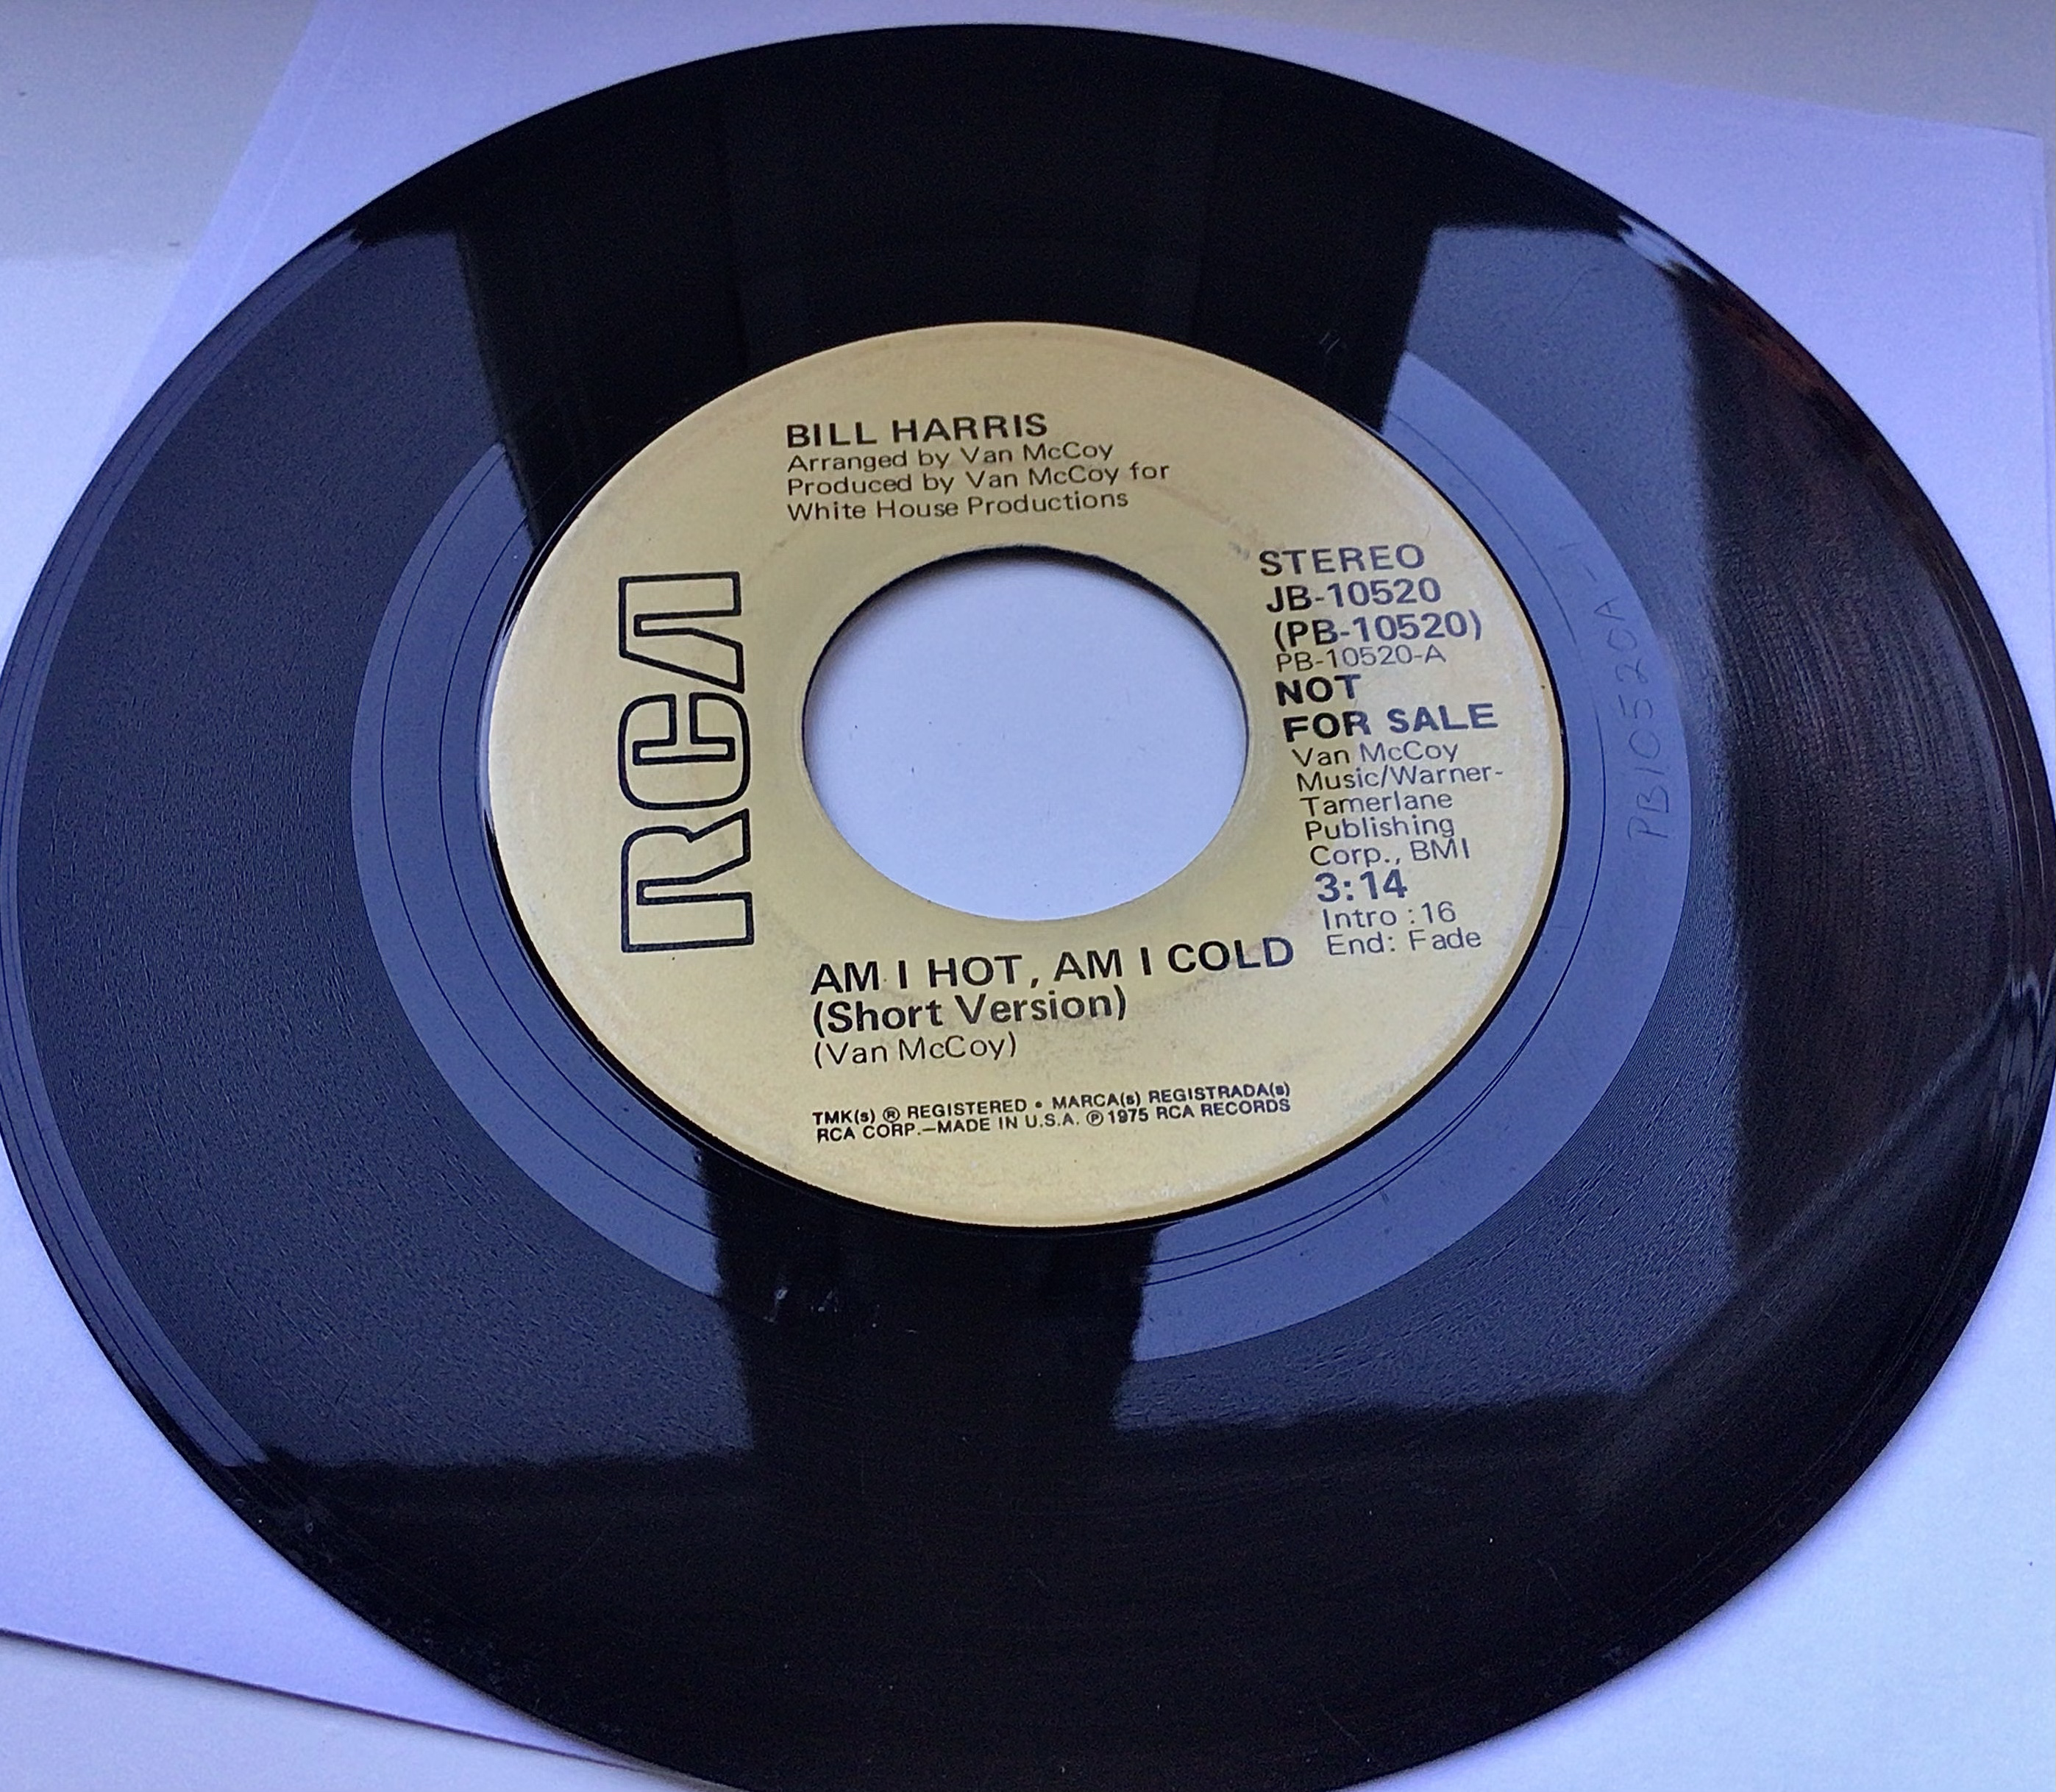 BILL HARRIS
Arranged by Van McCoy
Produced by Van McCoy for
White House Productions
RCA
STEREO
JB-10520
(PB-10520)
PB-10520-A
NOT
FOR SALE
Van McCoy
Music/Warner-
Tamerlane
Publishing
Corp., BMI
3:14
Intro :16
End: Fade
AM I HOT, AM I COLD
(Short Version)
(Van McCoy)
TMK(s) ® REGISTERED • MARCA(s) REGISTRADA(s)
RCA CORP.—MADE IN U.S.A. ℗ 1975 RCA RECORDS
PB10520A-1